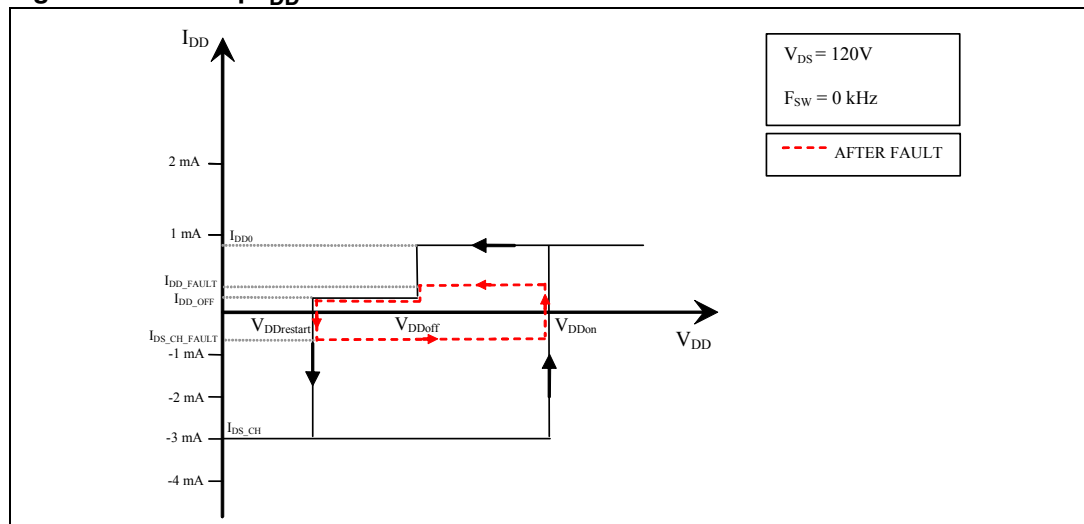 DD
I_DD
V_DS = 120V
F_SW = 0 kHz
AFTER FAULT
2 mA
1 mA
I_DD0
I_DD_FAULT
I_DD_OFF
V_DDrestart
V_DDoff
V_DDon
V_DD
I_DS_CH_FAULT
-1 mA
-2 mA
I_DS_CH
-3 mA
-4 mA